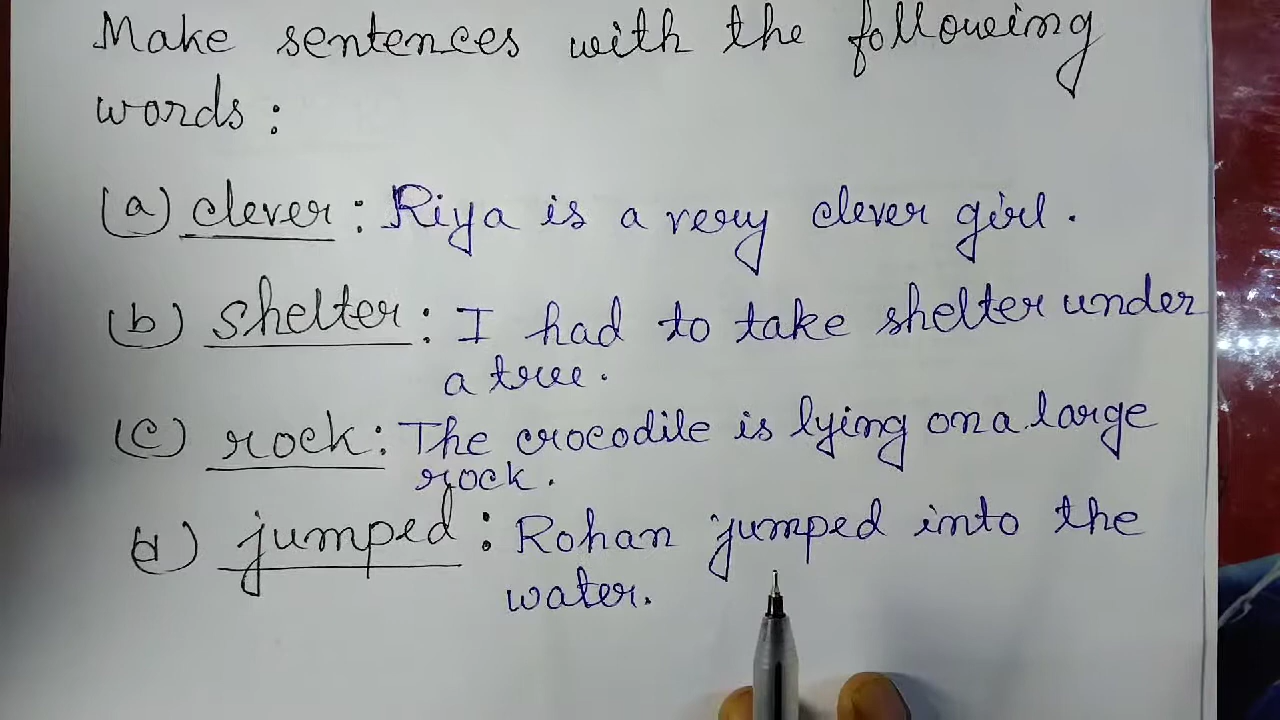 Make sentences with the following
words:
(a) clever: Riya is a very clever girl.
(b) shelter: I had to take shelter under
a tree.
(c) rock: The crocodile is lying on a large
rock.
(d) jumped: Rohan jumped into the
water.